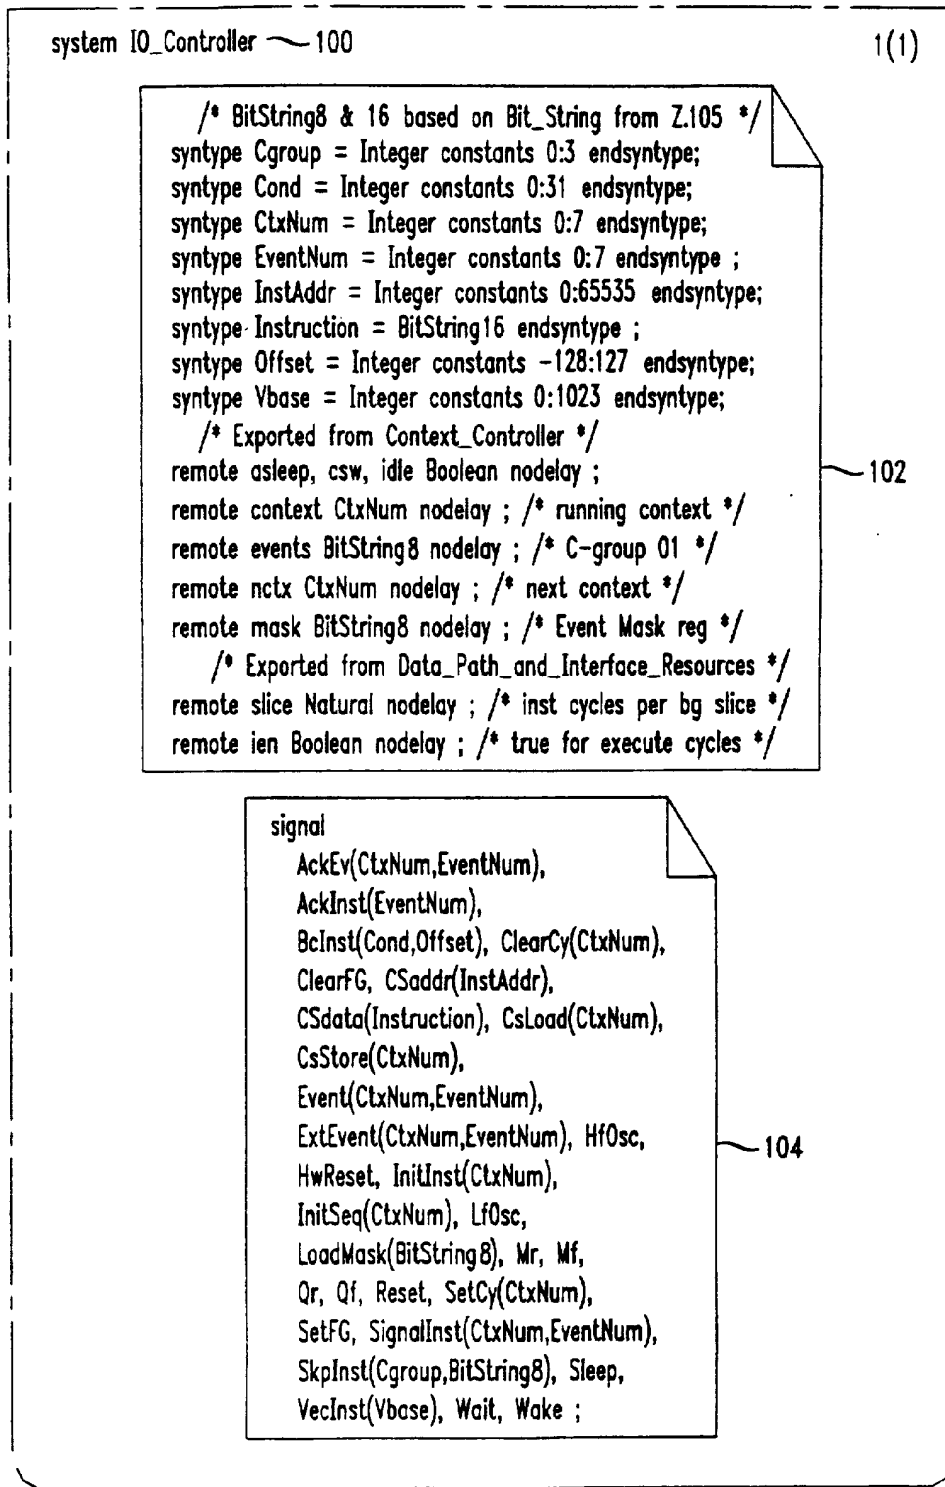 system IO_Controller 100 1(1)
/* BitString8 & 16 based on Bit_String from Z.105 */
syntype Cgroup = Integer constants 0:3 endsyntype;
syntype Cond = Integer constants 0:31 endsyntype;
syntype CtxNum = Integer constants 0:7 endsyntype;
syntype EventNum = Integer constants 0:7 endsyntype ;
syntype InstAddr = Integer constants 0:65535 endsyntype;
syntype Instruction = BitString16 endsyntype ;
syntype Offset = Integer constants -128:127 endsyntype;
syntype Vbase = Integer constants 0:1023 endsyntype;
/* Exported from Context_Controller */
remote asleep, csw, idle Boolean nodelay ;
102
remote context CtxNum nodelay ; /* running context */
remote events BitString8 nodelay ; /* C-group 01 */
remote nctx CtxNum nodelay ; /* next context */
remote mask BitString8 nodelay ; /* Event Mask reg */
/* Exported from Data_Path_and_Interface_Resources */
remote slice Natural nodelay ; /* inst cycles per bg slice */
remote ien Boolean nodelay ; /* true for execute cycles */
signal
AckEv(CtxNum,EventNum),
AckInst(EventNum),
BcInst(Cond,Offset), ClearCy(CtxNum),
ClearFG, CSaddr(InstAddr),
CSdata(Instruction), CsLoad(CtxNum),
CsStore(CtxNum),
Event(CtxNum,EventNum),
ExtEvent(CtxNum,EventNum), HfOsc,
104
HwReset, InitInst(CtxNum),
InitSeq(CtxNum), LfOsc,
LoadMask(BitString8), Mr, Mf,
Qr, Qf, Reset, SetCy(CtxNum),
SetFG, SignalInst(CtxNum,EventNum),
SkpInst(Cgroup,BitString8), Sleep,
VecInst(Vbase), Wait, Wake ;